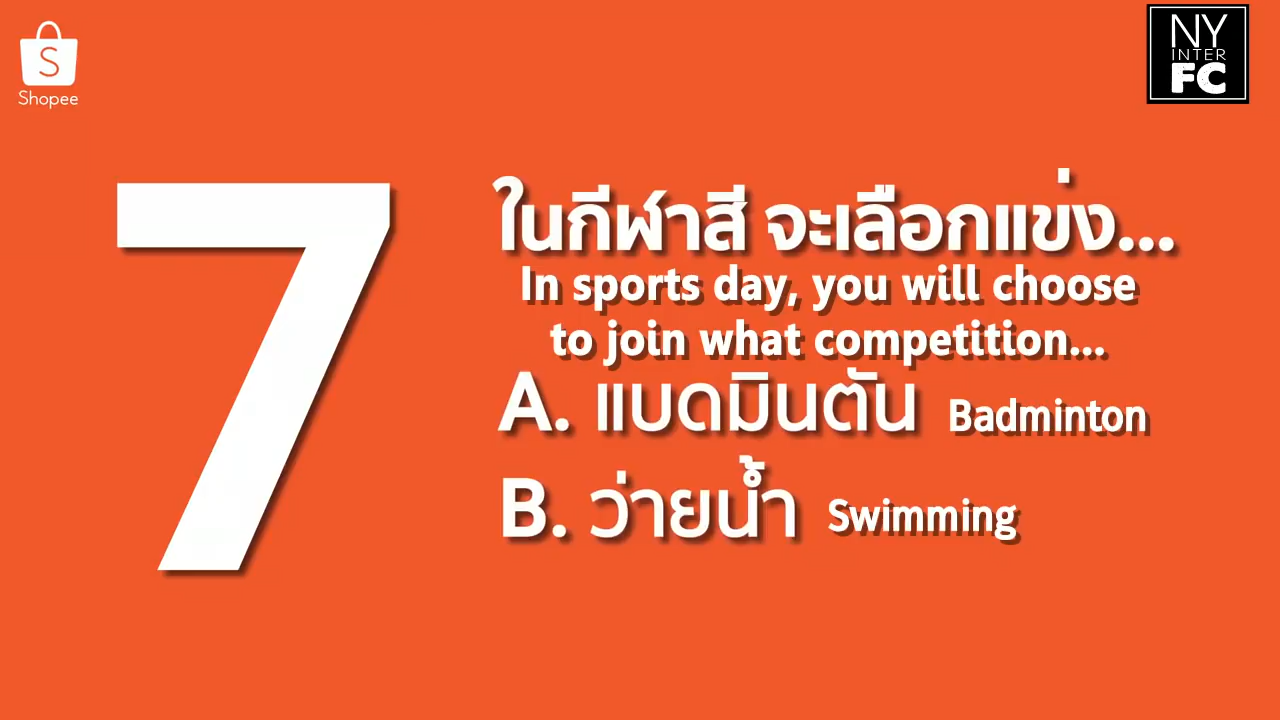 Shopee
NY
INTER
FC
7
ในกีฬาสี จะเลือกแข่ง...
In sports day, you will choose
to join what competition...
A. แบดมินตัน Badminton
B. ว่ายน้ำ Swimming